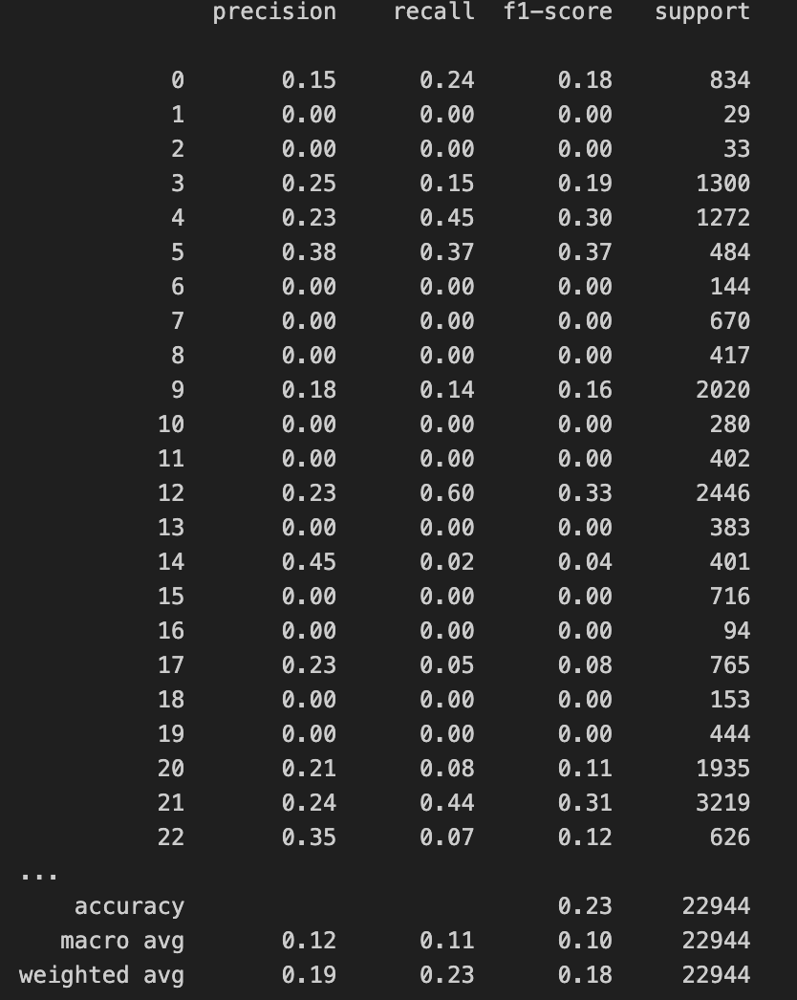 precision recall f1-score support
0 0.15 0.24 0.18 834
1 0.00 0.00 0.00 29
2 0.00 0.00 0.00 33
3 0.25 0.15 0.19 1300
4 0.23 0.45 0.30 1272
5 0.38 0.37 0.37 484
6 0.00 0.00 0.00 144
7 0.00 0.00 0.00 670
8 0.00 0.00 0.00 417
9 0.18 0.14 0.16 2020
10 0.00 0.00 0.00 280
11 0.00 0.00 0.00 402
12 0.23 0.60 0.33 2446
13 0.00 0.00 0.00 383
14 0.45 0.02 0.04 401
15 0.00 0.00 0.00 716
16 0.00 0.00 0.00 94
17 0.23 0.05 0.08 765
18 0.00 0.00 0.00 153
19 0.00 0.00 0.00 444
20 0.21 0.08 0.11 1935
21 0.24 0.44 0.31 3219
22 0.35 0.07 0.12 626
...
accuracy 0.23 22944
macro avg 0.12 0.11 0.10 22944
weighted avg 0.19 0.23 0.18 22944